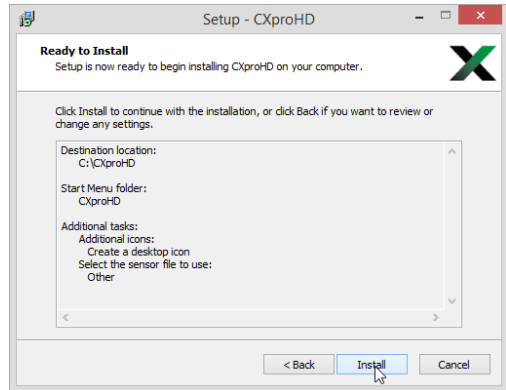 Setup - CXproHD
Ready to Install
Setup is now ready to begin installing CXproHD on your computer.
Click Install to continue with the installation, or click Back if you want to review or
change any settings.
Destination location:
C:\CXproHD
Start Menu folder:
CXproHD
Additional tasks:
Additional icons:
Create a desktop icon
Select the sensor file to use:
Other
< Back
Install
Cancel